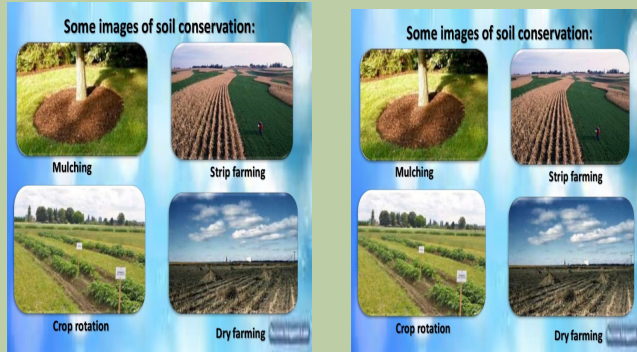 Some images of soil conservation:
Mulching
Strip farming
Crop rotation
Dry farming
Some images of soil conservation:
Mulching
Strip farming
Crop rotation
Dry farming